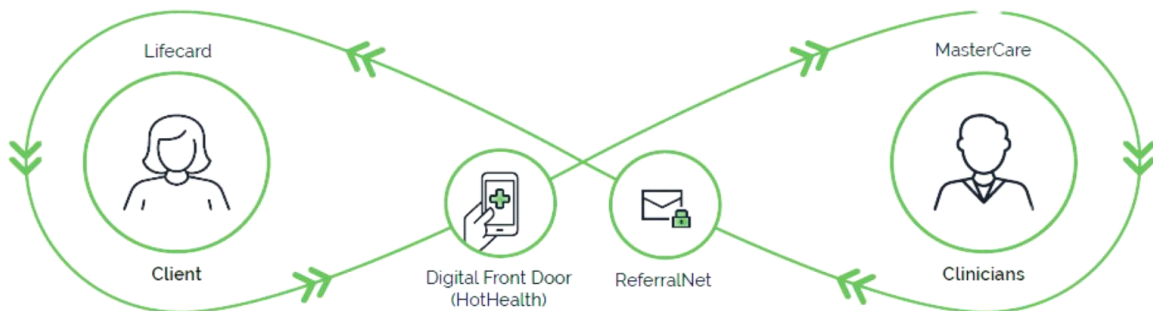 Lifecard
MasterCare
Client
Digital Front Door
(HotHealth)
ReferralNet
Clinicians